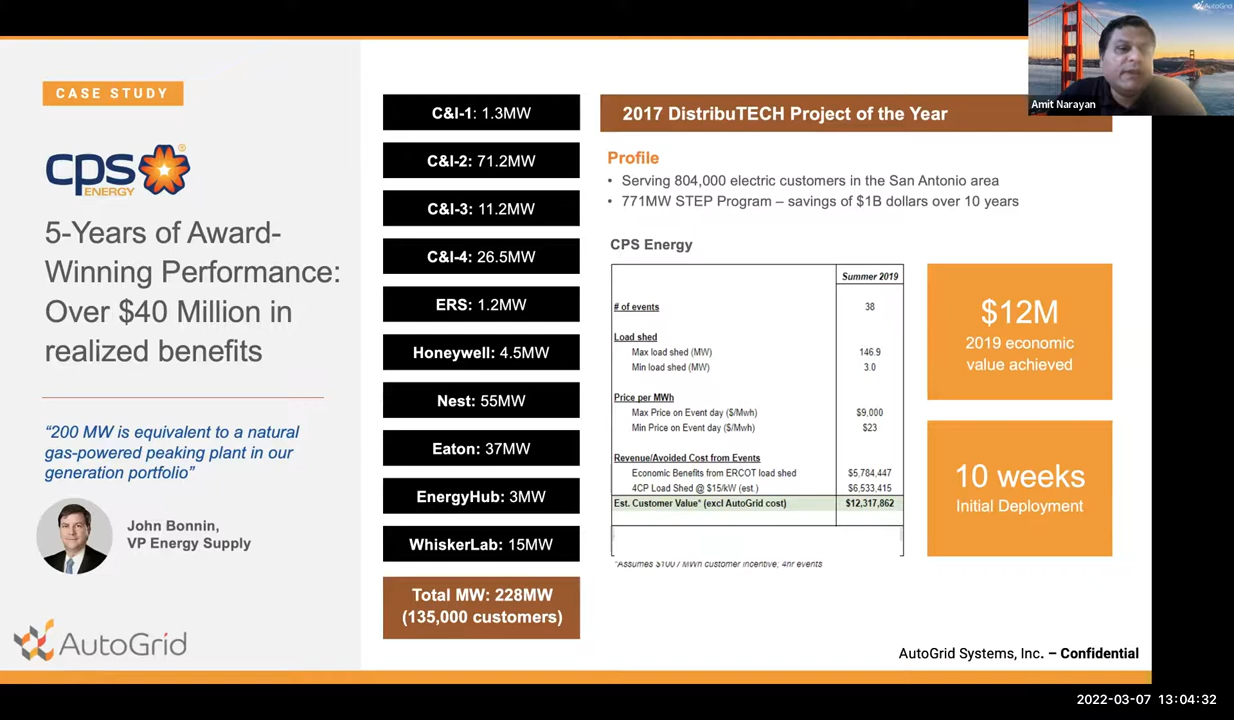 AutoGrid
Amit Narayan
CASE STUDY
cps
ENERGY
5-Years of Award-
Winning Performance:
Over $40 Million in
realized benefits
“200 MW is equivalent to a natural
gas-powered peaking plant in our
generation portfolio”
John Bonnin,
VP Energy Supply
AutoGrid
C&I-1: 1.3MW
C&I-2: 71.2MW
C&I-3: 11.2MW
C&I-4: 26.5MW
ERS: 1.2MW
Honeywell: 4.5MW
Nest: 55MW
Eaton: 37MW
EnergyHub: 3MW
WhiskerLab: 15MW
Total MW: 228MW
(135,000 customers)
2017 DistribuTECH Project of the Year
Profile
• Serving 804,000 electric customers in the San Antonio area
• 771MW STEP Program – savings of $1B dollars over 10 years
CPS Energy
Summer 2019
# of events 38
Load shed
Max load shed (MW) 146.9
Min load shed (MW) 3.0
Price per MWh
Max Price on Event day ($/Mwh) $9,000
Min Price on Event day ($/Mwh) $23
Revenue/Avoided Cost from Events
Economic Benefits from ERCOT load shed $5,784,447
4CP Load Shed @ $15/kW (est.) $6,533,415
Est. Customer Value* (excl AutoGrid cost) $12,317,862
*Assumes $100 / MWh customer incentive; 4hr events
$12M
2019 economic
value achieved
10 weeks
Initial Deployment
AutoGrid Systems, Inc. – Confidential
2022-03-07 13:04:32